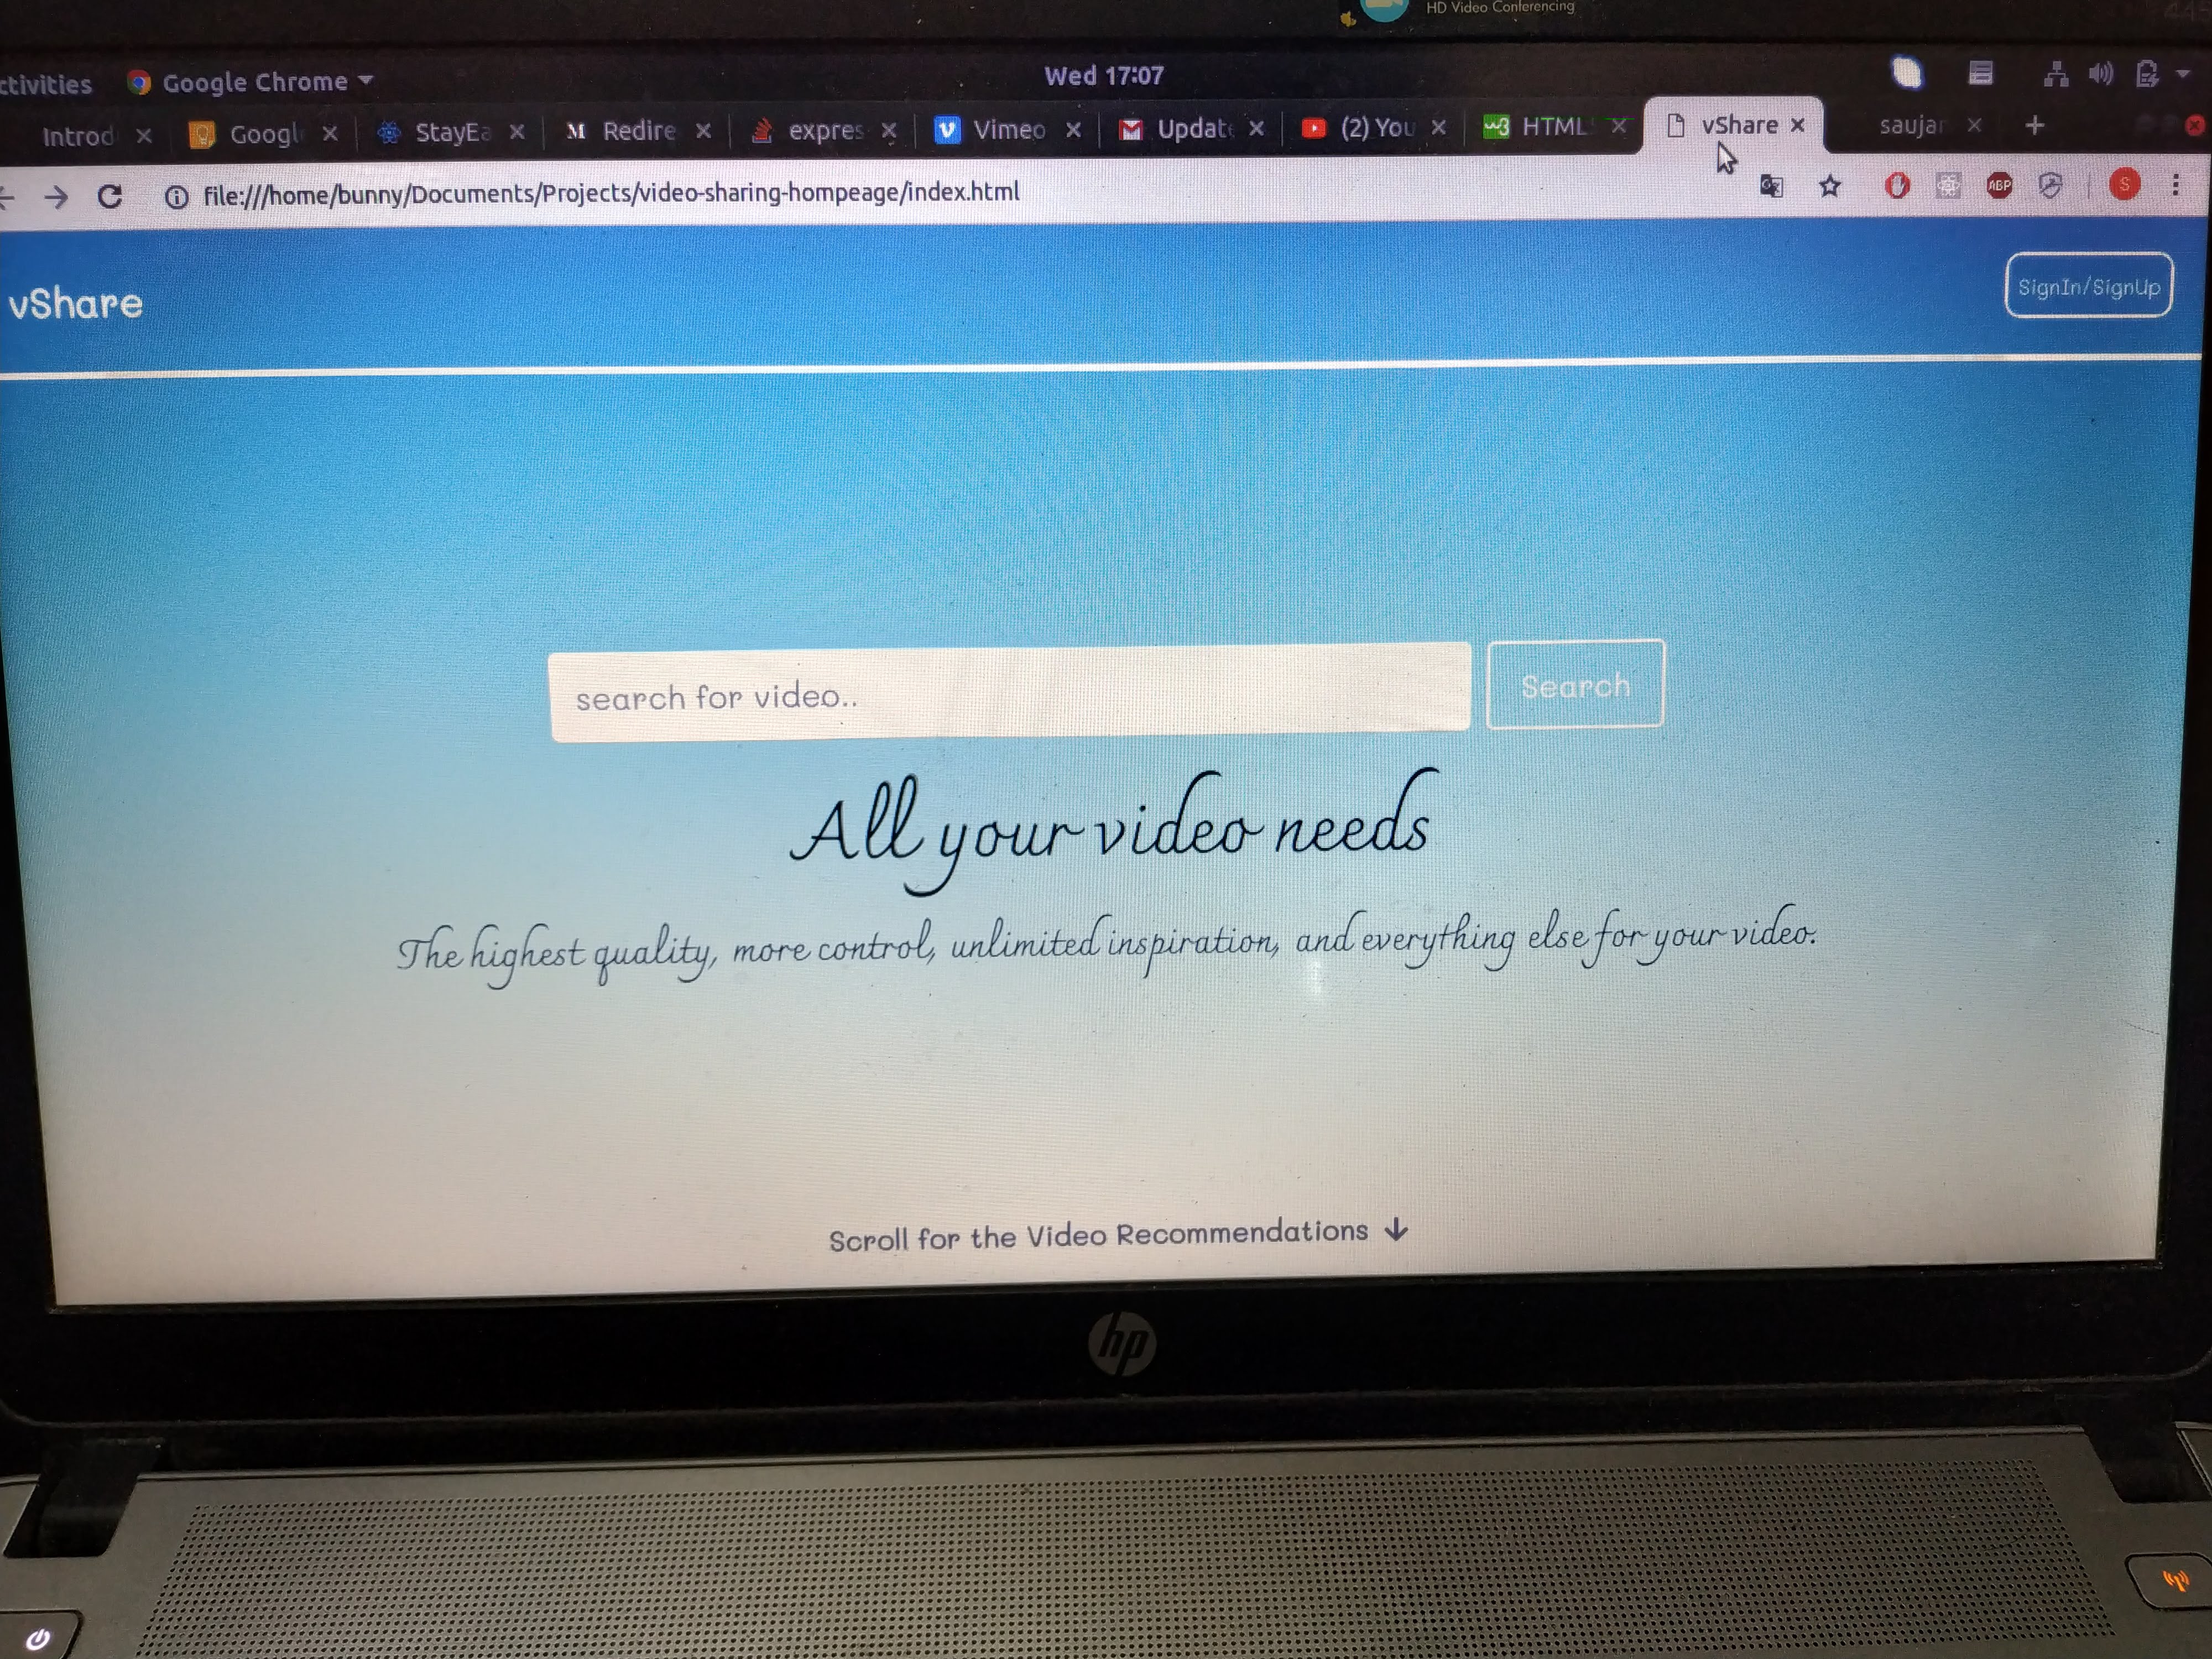 HD Video Conferencing
ctivities Google Chrome Wed 17:07
Introd Googl StayEa M Redire expres Vimeo Update (2) You HTML vShare saujar
file:///home/bunny/Documents/Projects/video-sharing-hompeage/index.html ABP S
vShare SignIn/SignUp
search for video.. Search
All your video needs
The highest quality, more control, unlimited inspiration, and everything else for your video.
Scroll for the Video Recommendations ↓
hp